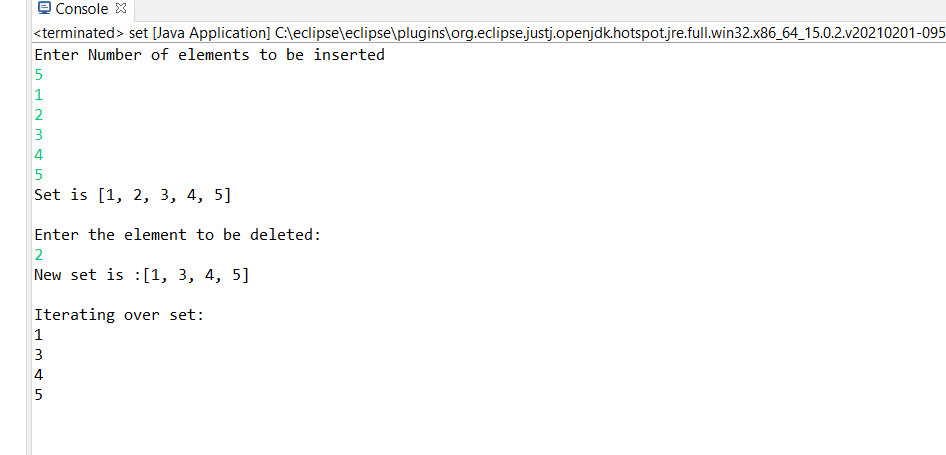 Console
<terminated> set [Java Application] C:\eclipse\eclipse\plugins\org.eclipse.justj.openjdk.hotspot.jre.full.win32.x86_64_15.0.2.v20210201-095
Enter Number of elements to be inserted
5
1
2
3
4
5
Set is [1, 2, 3, 4, 5]
Enter the element to be deleted:
2
New set is :[1, 3, 4, 5]
Iterating over set:
1
3
4
5